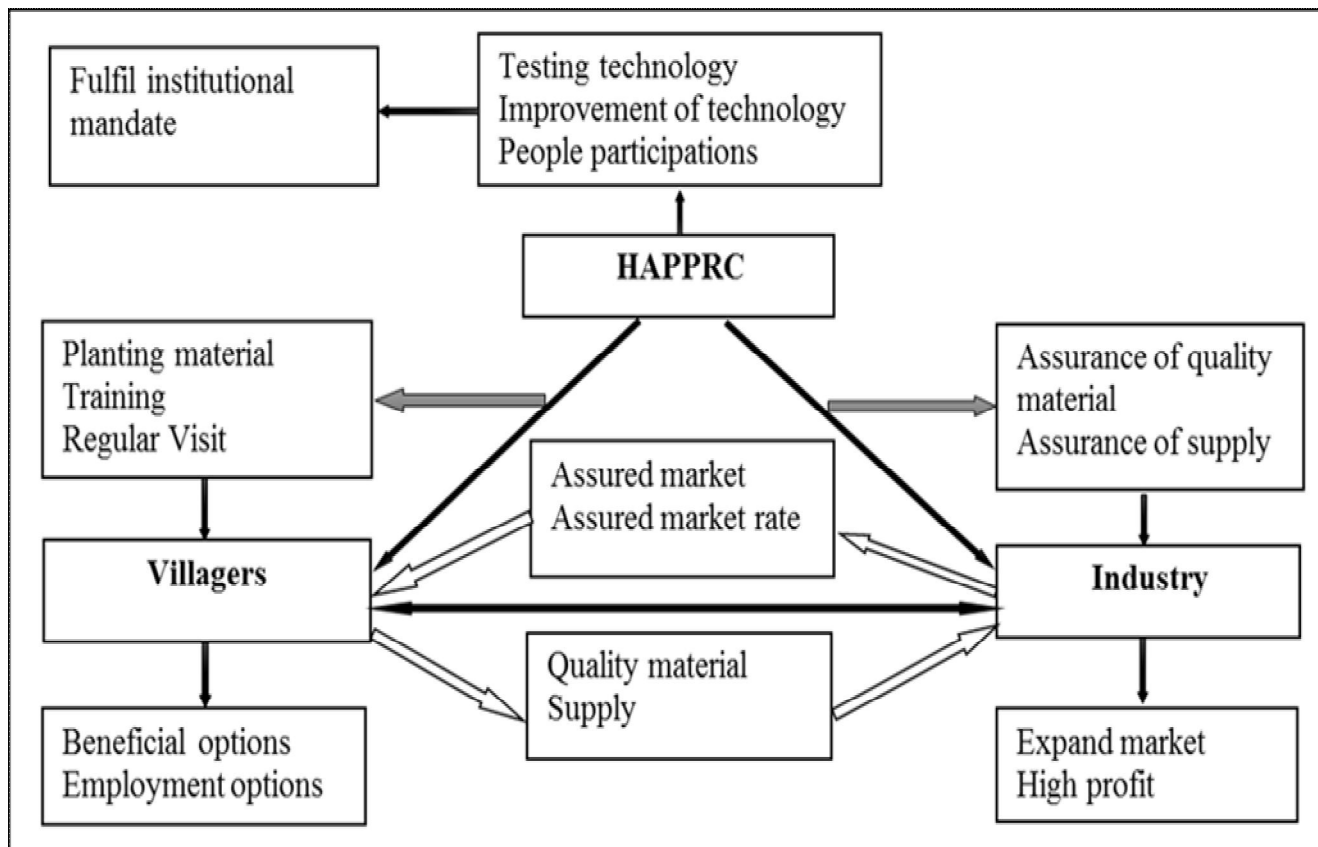 Fulfil institutional
mandate
Testing technology
Improvement of technology
People participations
HAPPRC
Planting material
Training
Regular Visit
Assurance of quality
material
Assurance of supply
Assured market
Assured market rate
Villagers
Industry
Quality material
Supply
Beneficial options
Employment options
Expand market
High profit